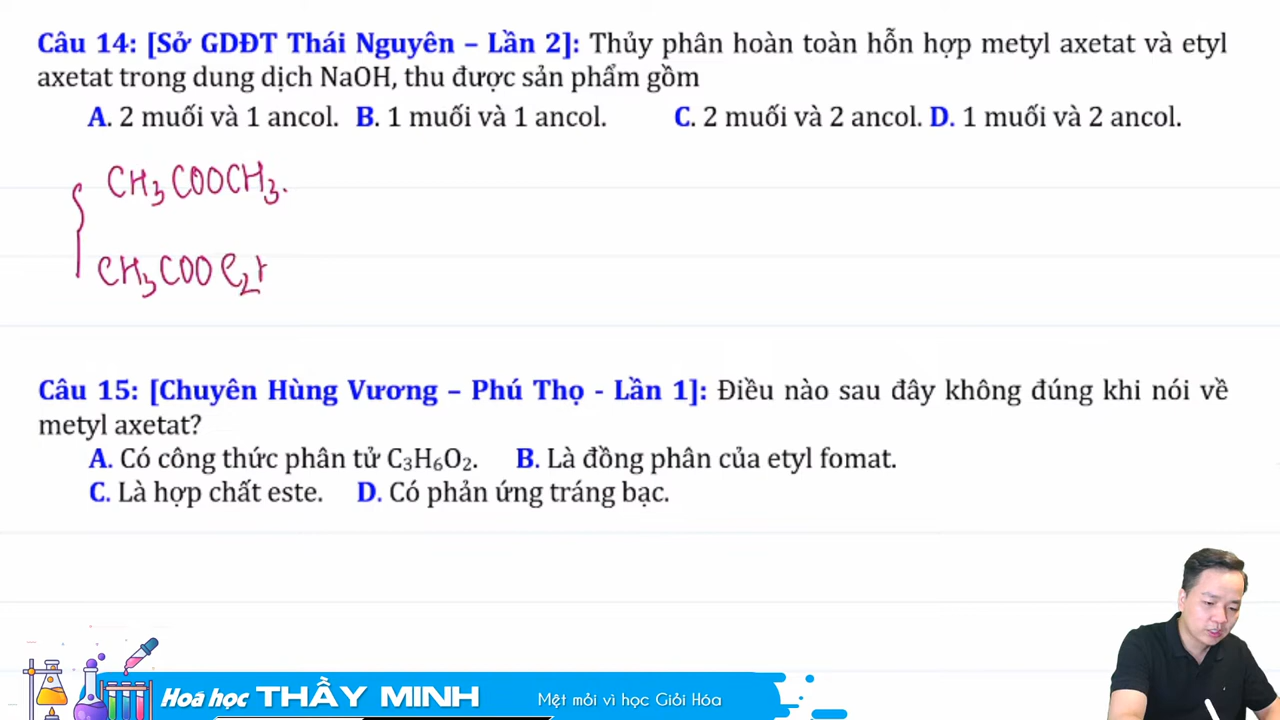 Câu 14: [Sở GDĐT Thái Nguyên – Lần 2]: Thủy phân hoàn toàn hỗn hợp metyl axetat và etyl
axetat trong dung dịch NaOH, thu được sản phẩm gồm
A. 2 muối và 1 ancol. B. 1 muối và 1 ancol. C. 2 muối và 2 ancol. D. 1 muối và 2 ancol.
CH₃COOCH₃.
CH₃COOC₂
Câu 15: [Chuyên Hùng Vương – Phú Thọ - Lần 1]: Điều nào sau đây không đúng khi nói về
metyl axetat?
A. Có công thức phân tử C₃H₆O₂. B. Là đồng phân của etyl fomat.
C. Là hợp chất este. D. Có phản ứng tráng bạc.
Hoá học THẦY MINH Mệt mỏi vì học Giỏi Hóa